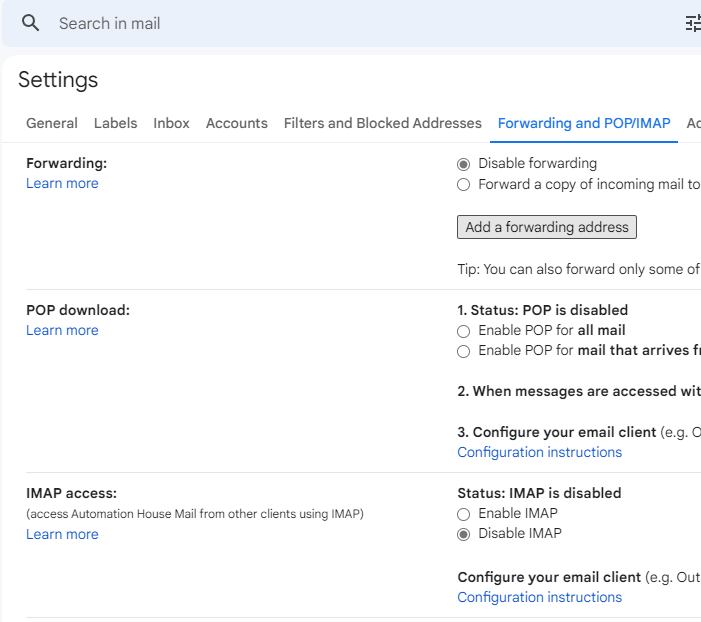 Search in mail
Settings
General Labels Inbox Accounts Filters and Blocked Addresses Forwarding and POP/IMAP
Forwarding:
Learn more
Disable forwarding
Forward a copy of incoming mail to
Add a forwarding address
Tip: You can also forward only some of
POP download:
Learn more
1. Status: POP is disabled
Enable POP for all mail
Enable POP for mail that arrives
2. When messages are accessed
3. Configure your email client (e.g.
Configuration instructions
IMAP access:
(access Automation House Mail from other clients using IMAP)
Learn more
Status: IMAP is disabled
Enable IMAP
Disable IMAP
Configure your email client (e.g.
Configuration instructions